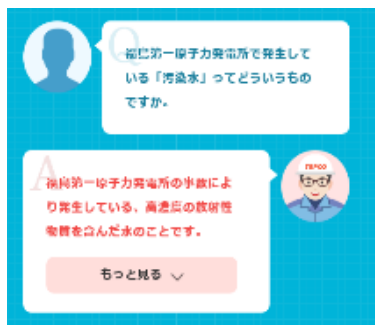 Q
福島第一原子力発電所で発生して
いる「汚染水」ってどういうもの
ですか。
TEPCO
A
福島第一原子力発電所の事故によ
り発生している、高濃度の放射性
物質を含んだ水のことです。
もっと見る